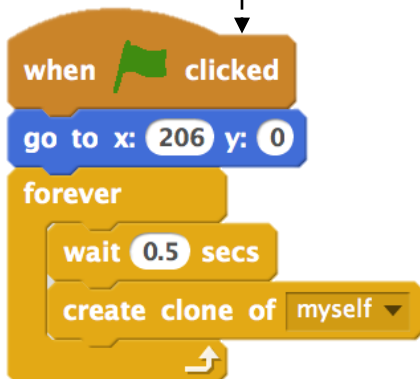 when clicked
go to x: 206 y: 0
forever
wait 0.5 secs
create clone of myself